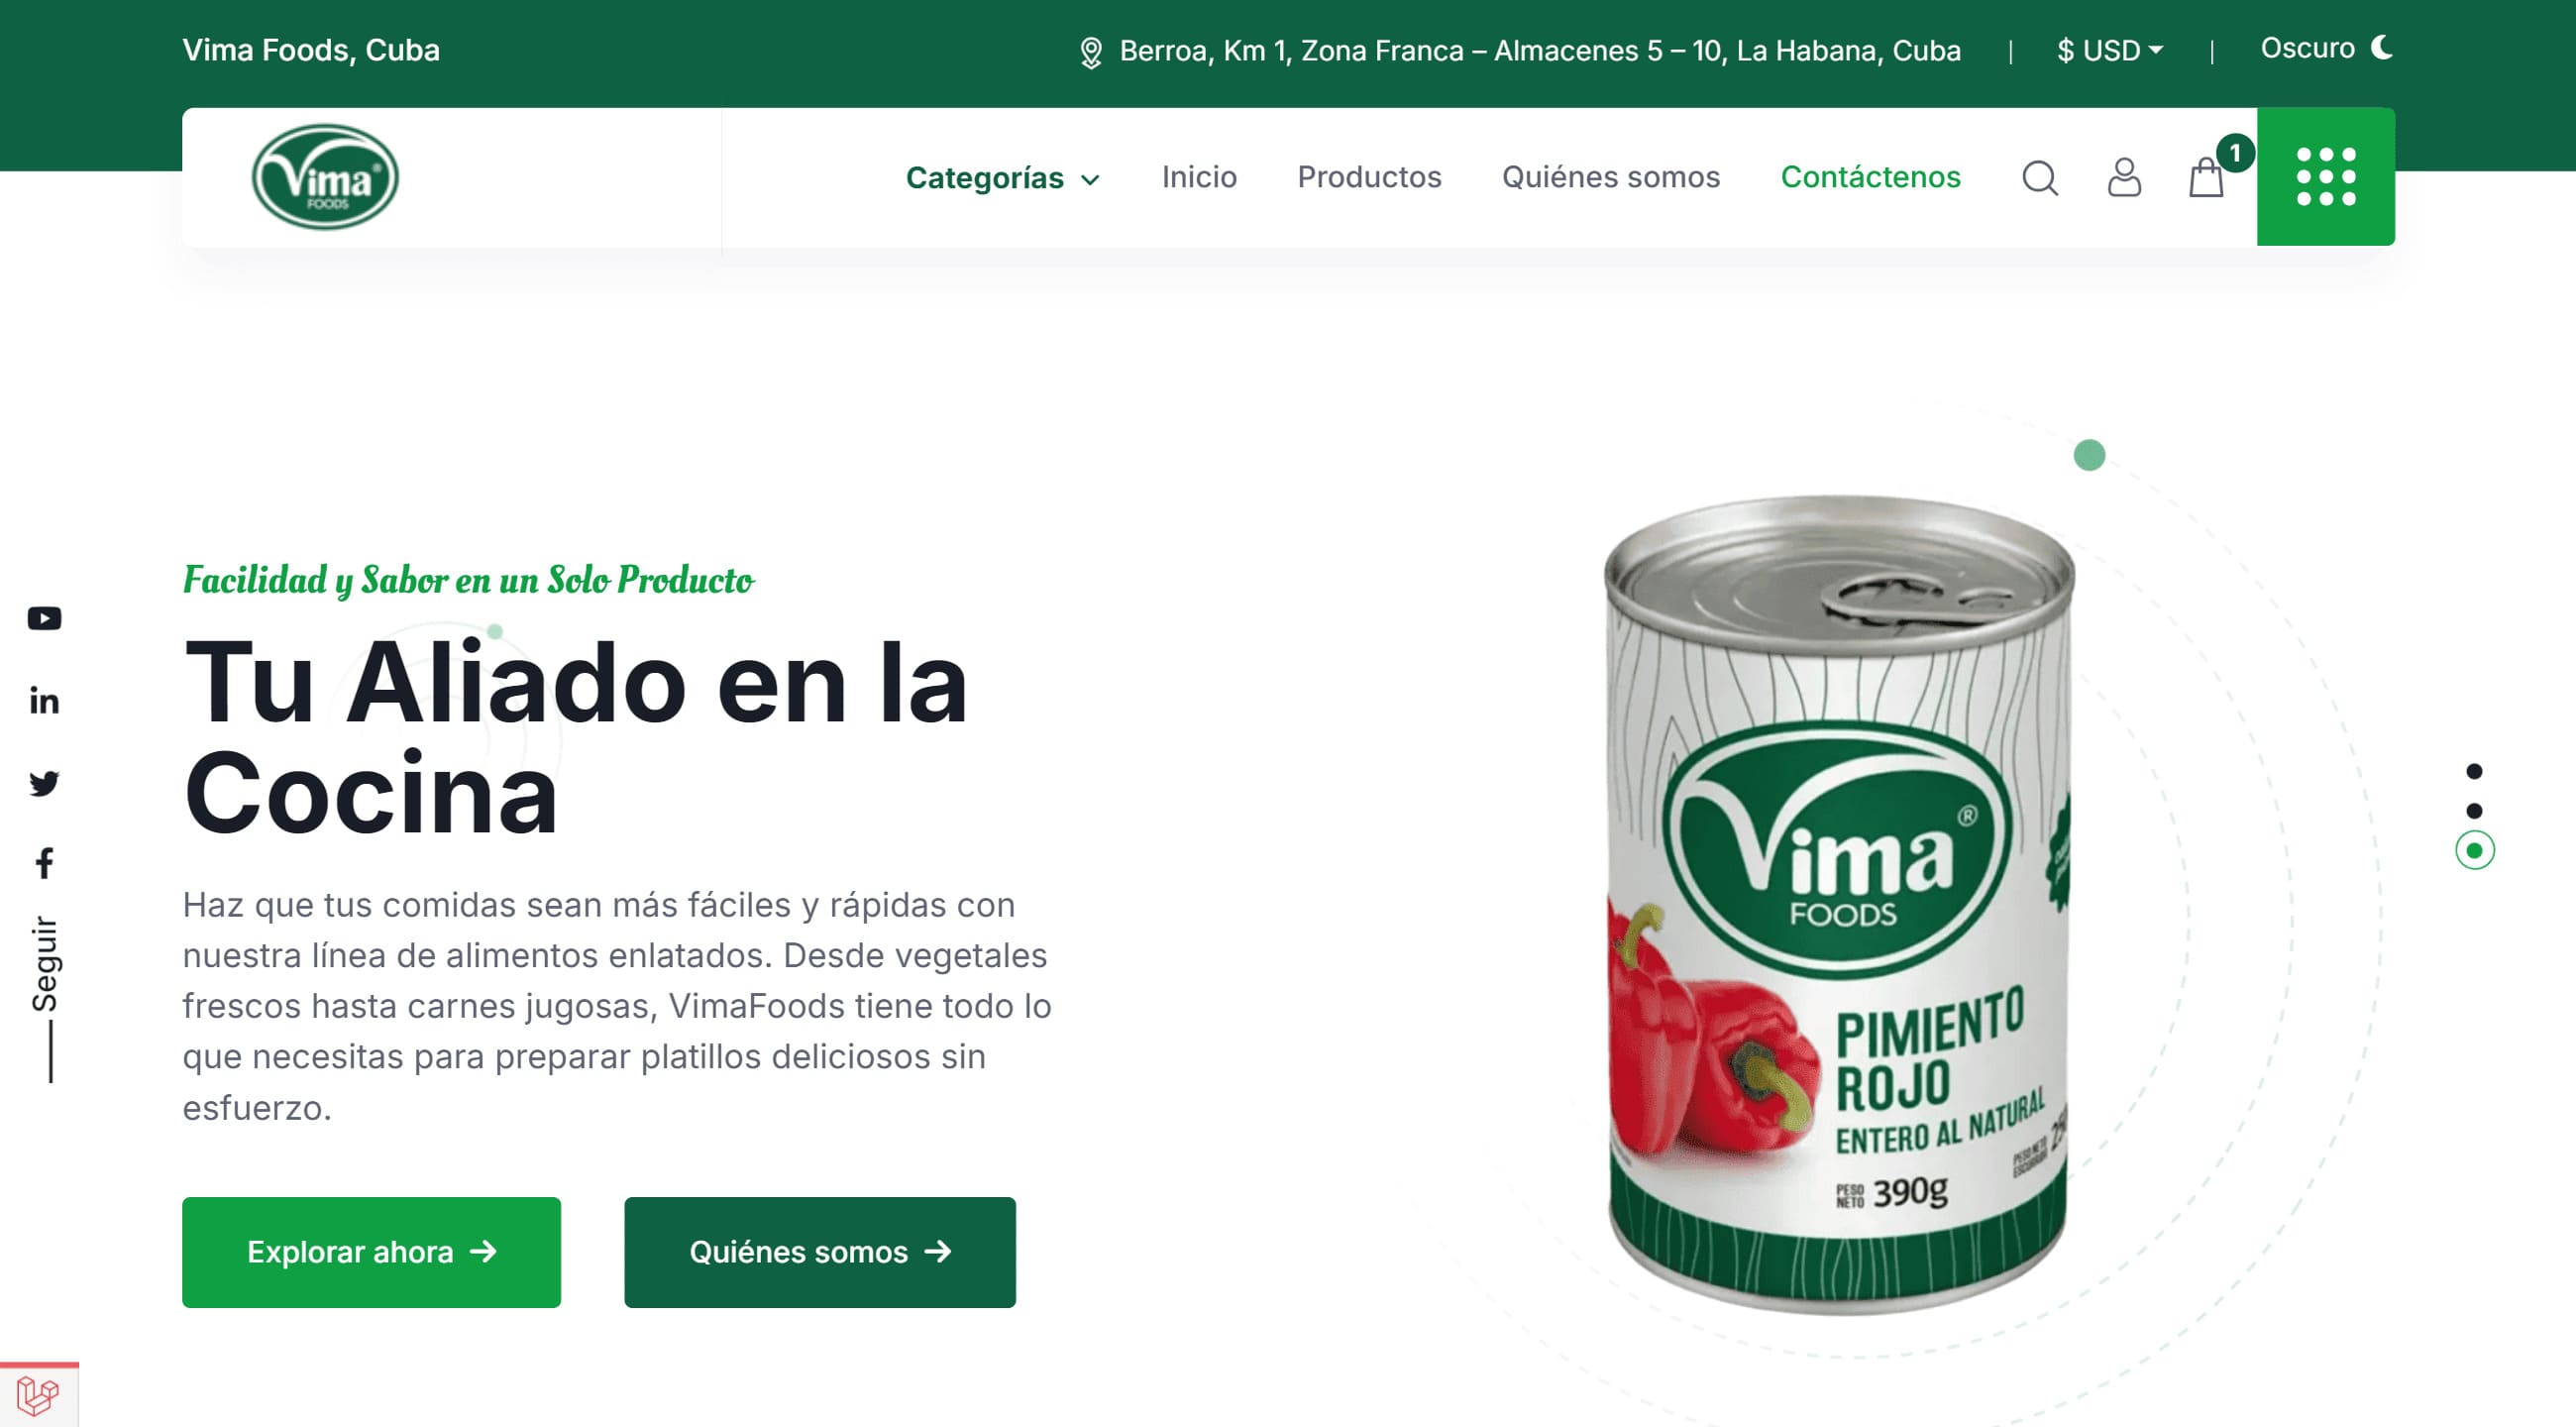 Vima Foods, Cuba
Berroa, Km 1, Zona Franca – Almacenes 5 – 10, La Habana, Cuba | $ USD | Oscuro
Vima®
FOODS
Categorías Inicio Productos Quiénes somos Contáctenos 1
Facilidad y Sabor en un Solo Producto
Tu Aliado en la
Cocina
Haz que tus comidas sean más fáciles y rápidas con
nuestra línea de alimentos enlatados. Desde vegetales
frescos hasta carnes jugosas, VimaFoods tiene todo lo
que necesitas para preparar platillos deliciosos sin
esfuerzo.
Explorar ahora
Quiénes somos
in
Seguir
Vima®
FOODS
PIMIENTO
ROJO
ENTERO AL NATURAL
PESO
NETO 390g
PESO NETO
ESCURRIDO